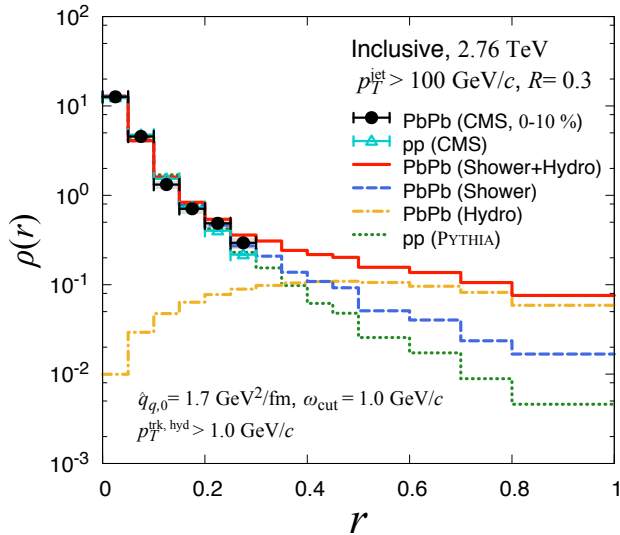 Inclusive, 2.76 TeV
p_T^jet > 100 GeV/c, R= 0.3
PbPb (CMS, 0-10 %)
pp (CMS)
PbPb (Shower+Hydro)
PbPb (Shower)
PbPb (Hydro)
pp (PYTHIA)
ρ(r)
10^2
10^1
10^0
10^-1
10^-2
10^-3
q̂_q,0 = 1.7 GeV^2/fm, ω_cut = 1.0 GeV/c
p_T^trk, hyd > 1.0 GeV/c
0 0.2 0.4 0.6 0.8 1
r